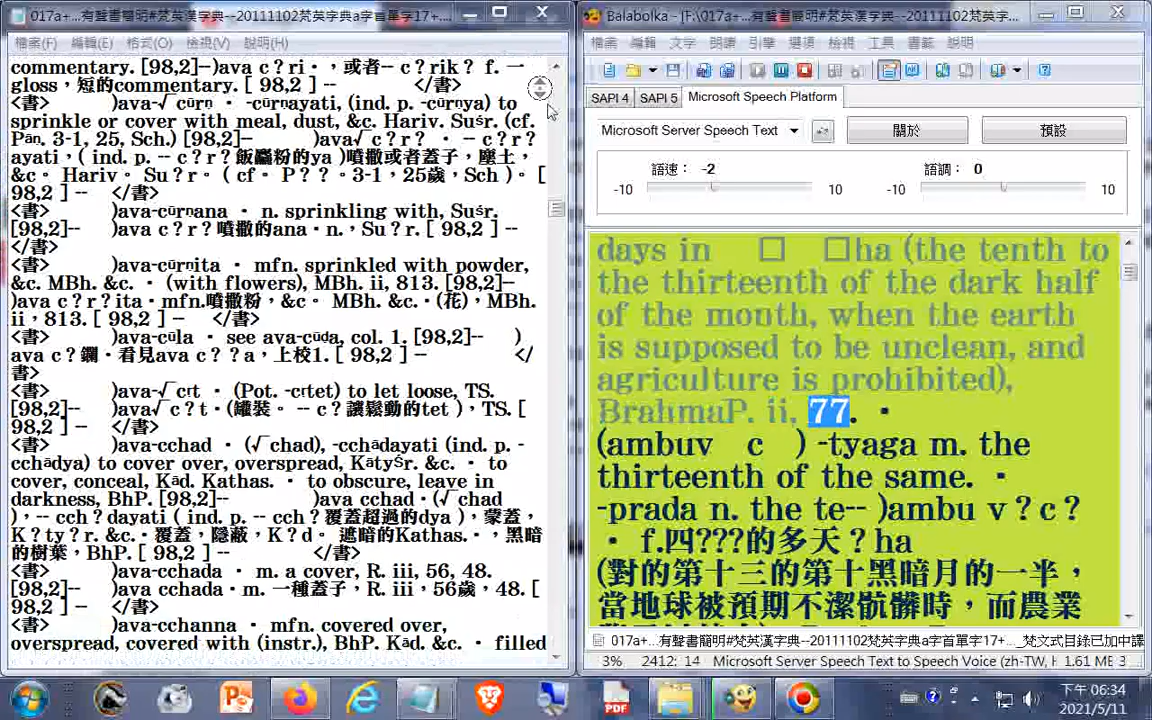 017a+...有聲書簡明#梵英漢字典--20111102梵英字典a字首單字17+...
檔案(F) 編輯(E) 格式(O) 檢視(V) 說明(H)
commentary. [98,2]--)ava c?ri·，或者-- c?rik? f. 一
gloss，短的commentary. [ 98,2 ] -- </書>
<書> )ava-√cūrṇ · -cūrṇayati, (ind. p. -cūrṇya) to
sprinkle or cover with meal, dust, &c. Hariv. Suśr. (cf.
Pāṇ. 3-1, 25, Sch.) [98,2]-- )ava√c?r? · -- c?r?
ayati，( ind. p. -- c?r?飯騙粉的ya )噴撒或者蓋子，塵土，
&c。 Hariv。 Su?r。( cf。 P??。3-1，25歲，Sch )。[
98,2 ] -- </書>
<書> )ava-cūrṇana · n. sprinkling with, Suśr.
[98,2]-- )ava c?r?噴撒的ana·n.，Su?r. [ 98,2 ] --
</書>
<書> )ava-cūrṇita · mfn. sprinkled with powder,
&c. MBh. &c. · (with flowers), MBh. ii, 813. [98,2]--
)ava c?r?ita·mfn.噴撒粉，&c。 MBh. &c.·(花)，MBh.
ii，813. [ 98,2 ] -- </書>
<書> )ava-cūla · see ava-cūḍa, col. 1. [98,2]-- )
ava c?鑭·看見ava c??a，上校1. [ 98,2 ] -- </
書>
<書> )ava-√cṛt · (Pot. -cṛtet) to let loose, TS.
[98,2]-- )ava√c?t·(罐裝。 -- c?讓鬆動的tet )，TS. [
98,2 ] -- </書>
<書> )ava-cchad · (√chad), -cchādayati (ind. p. -
cchādya) to cover over, overspread, KātyŚr. &c. · to
cover, conceal, Kād. Kathas. · to obscure, leave in
darkness, BhP. [98,2]-- )ava cchad·(√chad
)，-- cch?dayati ( ind. p. -- cch?覆蓋超過的dya )，蒙蓋，
K?ty?r. &c.·覆蓋，隱蔽，K?d。 遮暗的Kathas.·，黑暗
的樹葉，BhP. [ 98,2 ] -- </書>
<書> )ava-cchada · m. a cover, R. iii, 56, 48.
[98,2]-- )ava cchada·m. 一種蓋子，R. iii，56歲，48. [
98,2 ] -- </書>
<書> )ava-cchanna · mfn. covered over,
overspread, covered with (instr.), BhP. Kād. &c. · filled
Balabolka - [F:\017a+...有聲書簡明#梵英漢字典--20111102梵英字...
檔案 編輯 文字 朗讀 引擎 選項 檢視 工具 書籤 說明
SAPI 4 SAPI 5 Microsoft Speech Platform
Microsoft Server Speech Text 關於 預設
語速： -2 語調： 0
-10 10 -10 10
days in □ □ha (the tenth to
the thirteenth of the dark half
of the month, when the earth
is supposed to be unclean, and
agriculture is prohibited),
BrahmaP. ii, 77. ·
(ambuv c ) -tyaga m. the
thirteenth of the same. ·
-prada n. the te-- )ambu v?c?
· f.四???的多天?ha
(對的第十三的第十黑暗月的一半，
當地球被預期不潔骯髒時，而農業
017a+...有聲書簡明#梵英漢字典--20111102梵英字典a字首單字17+..._梵文式目錄已加中譯
3% 2412: 14 Microsoft Server Speech Text to Speech Voice (zh-TW, H 1.61 MB 3
下午 06:34
2021/5/11